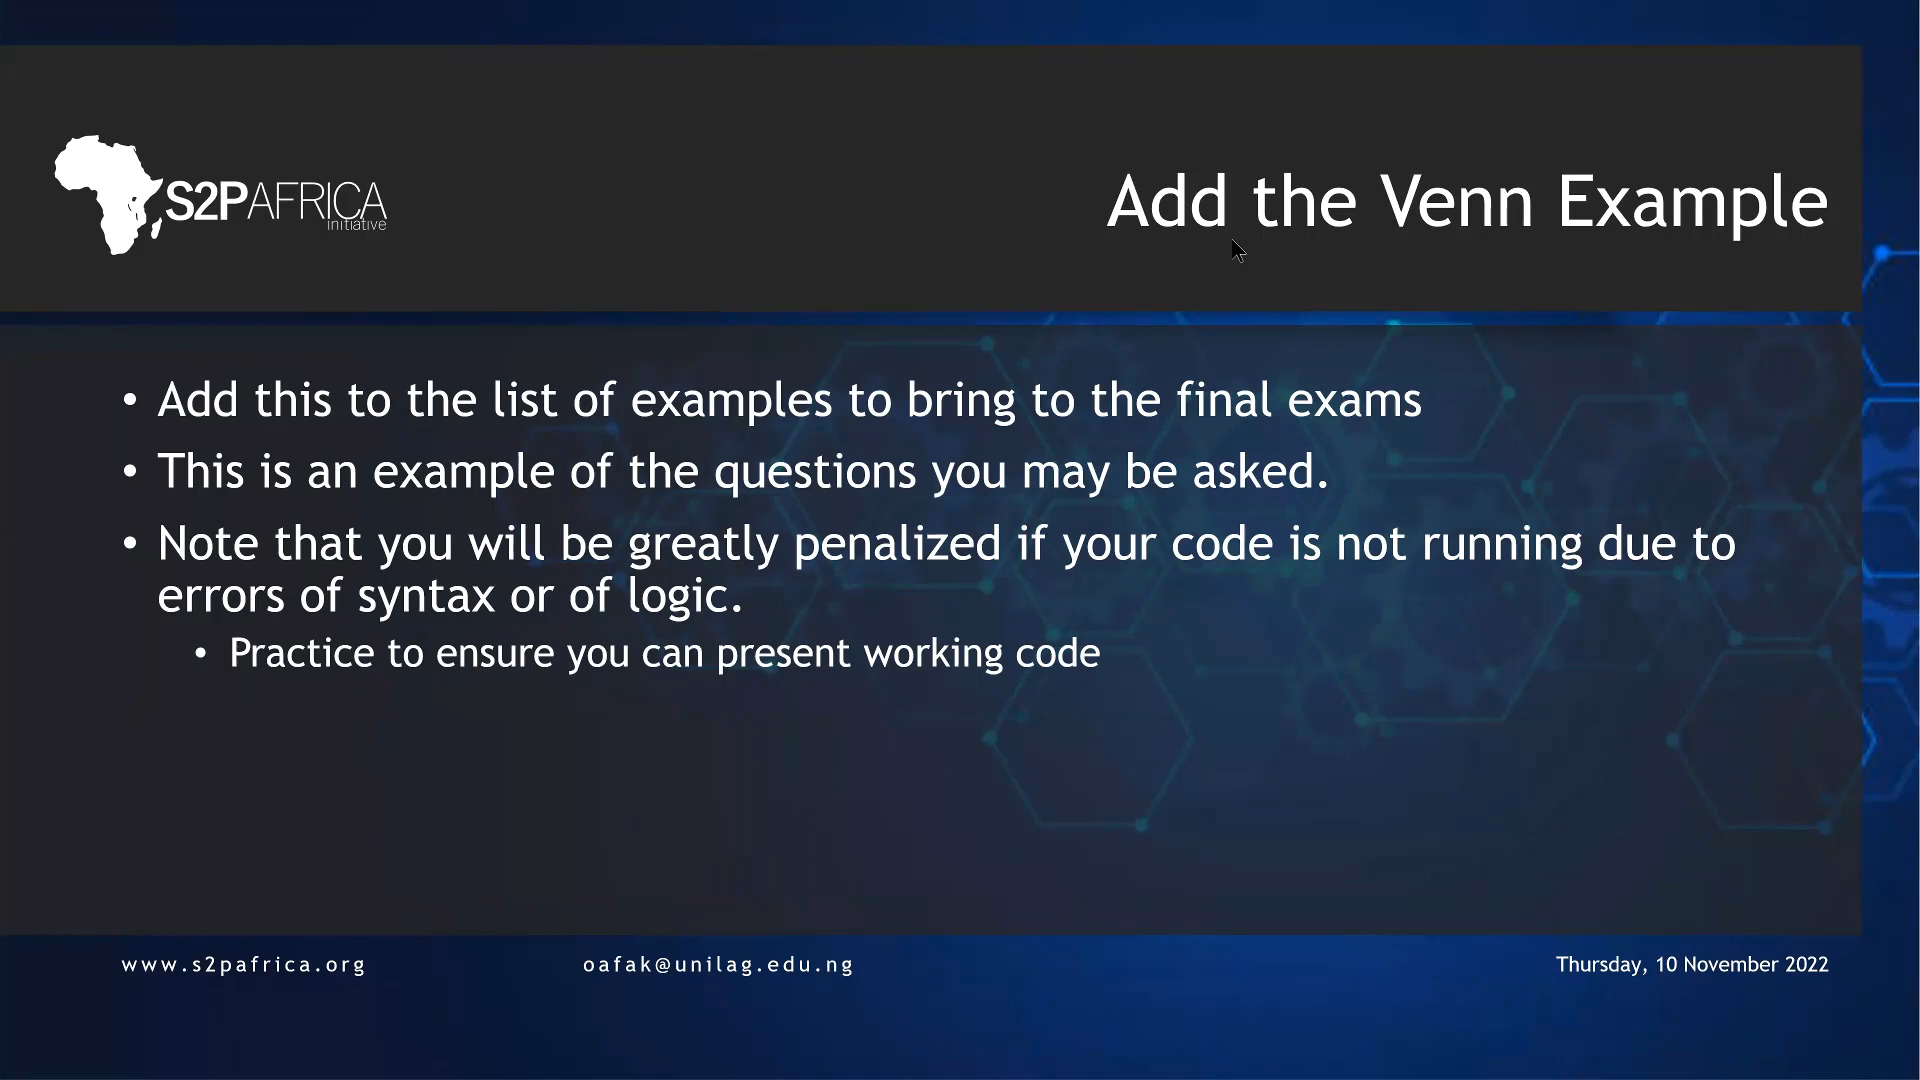 S2PAFRICA
initiative
Add the Venn Example
• Add this to the list of examples to bring to the final exams
• This is an example of the questions you may be asked.
• Note that you will be greatly penalized if your code is not running due to
errors of syntax or of logic.
• Practice to ensure you can present working code
www.s2pafrica.org
oafak@unilag.edu.ng
Thursday, 10 November 2022